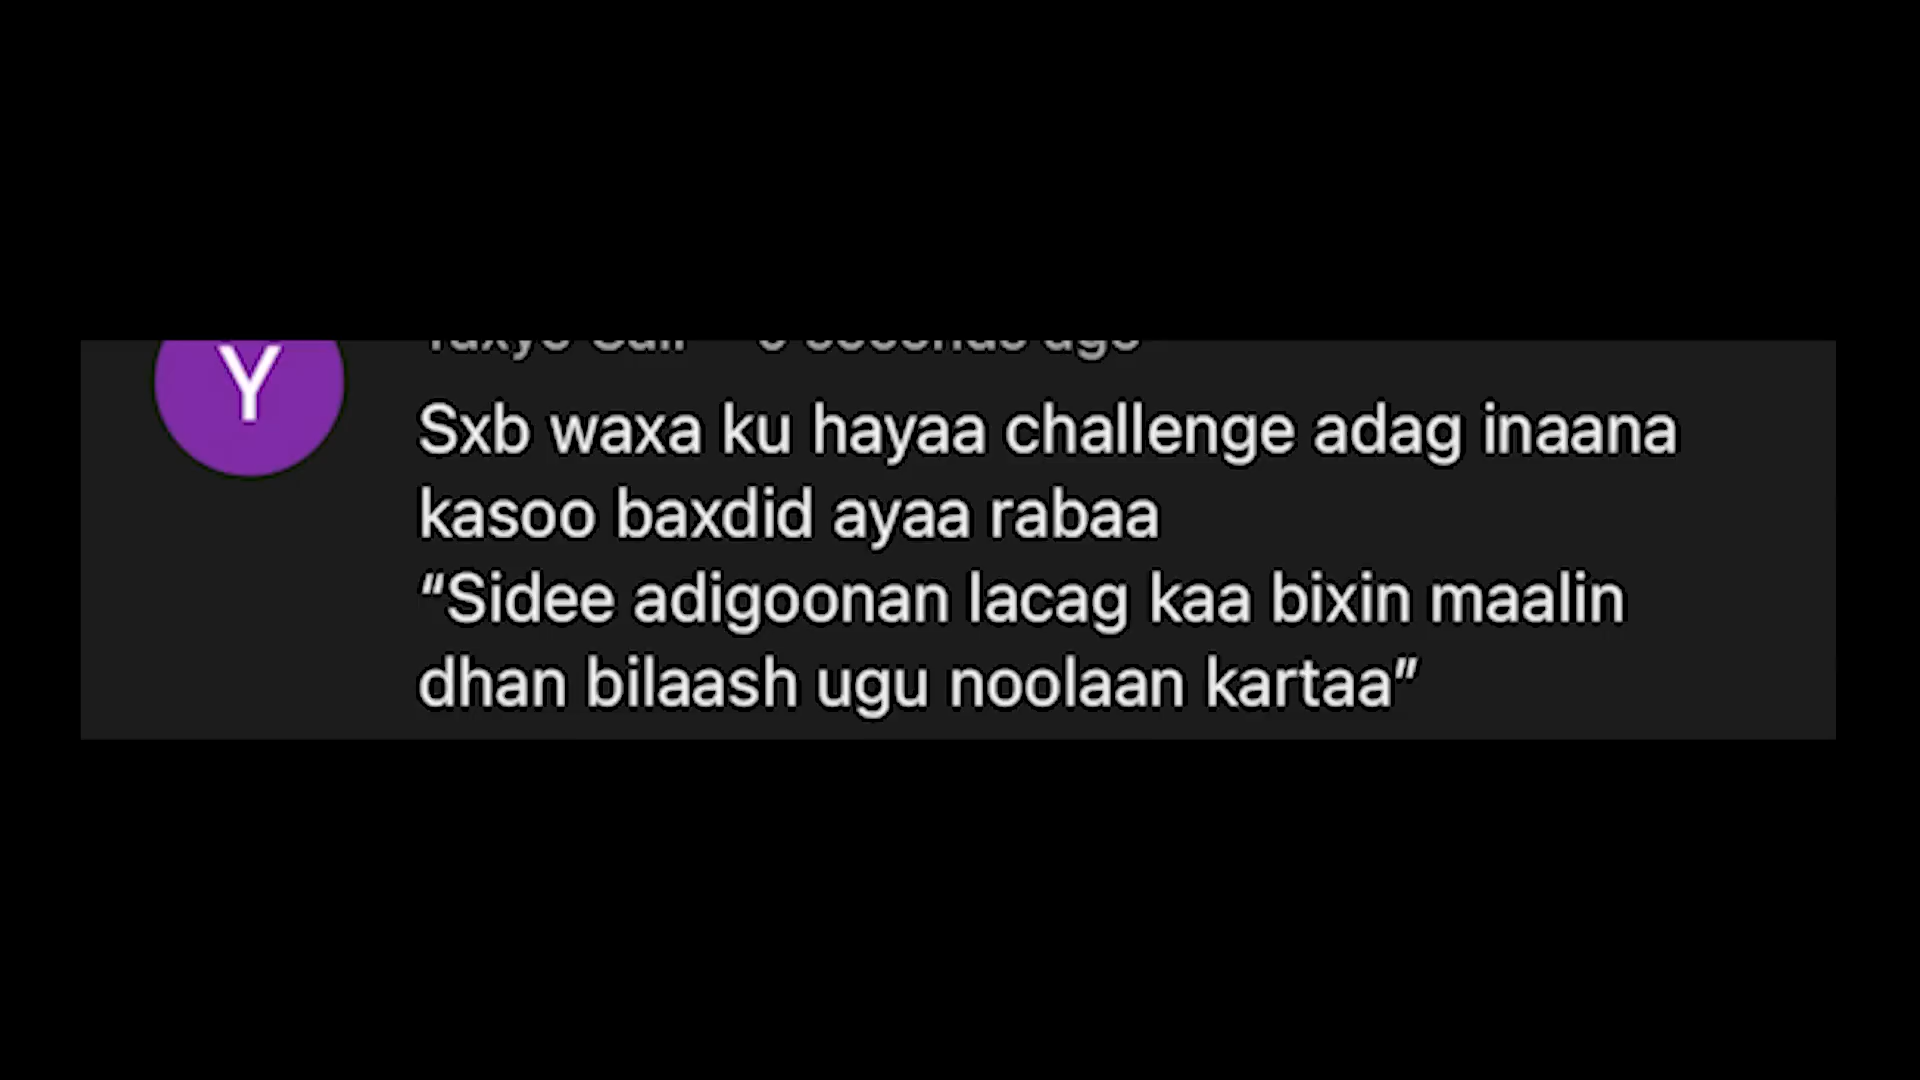 Y
Sxb waxa ku hayaa challenge adag inaana
kasoo baxdid ayaa rabaa
“Sidee adigoonan lacag kaa bixin maalin
dhan bilaash ugu noolaan kartaa”